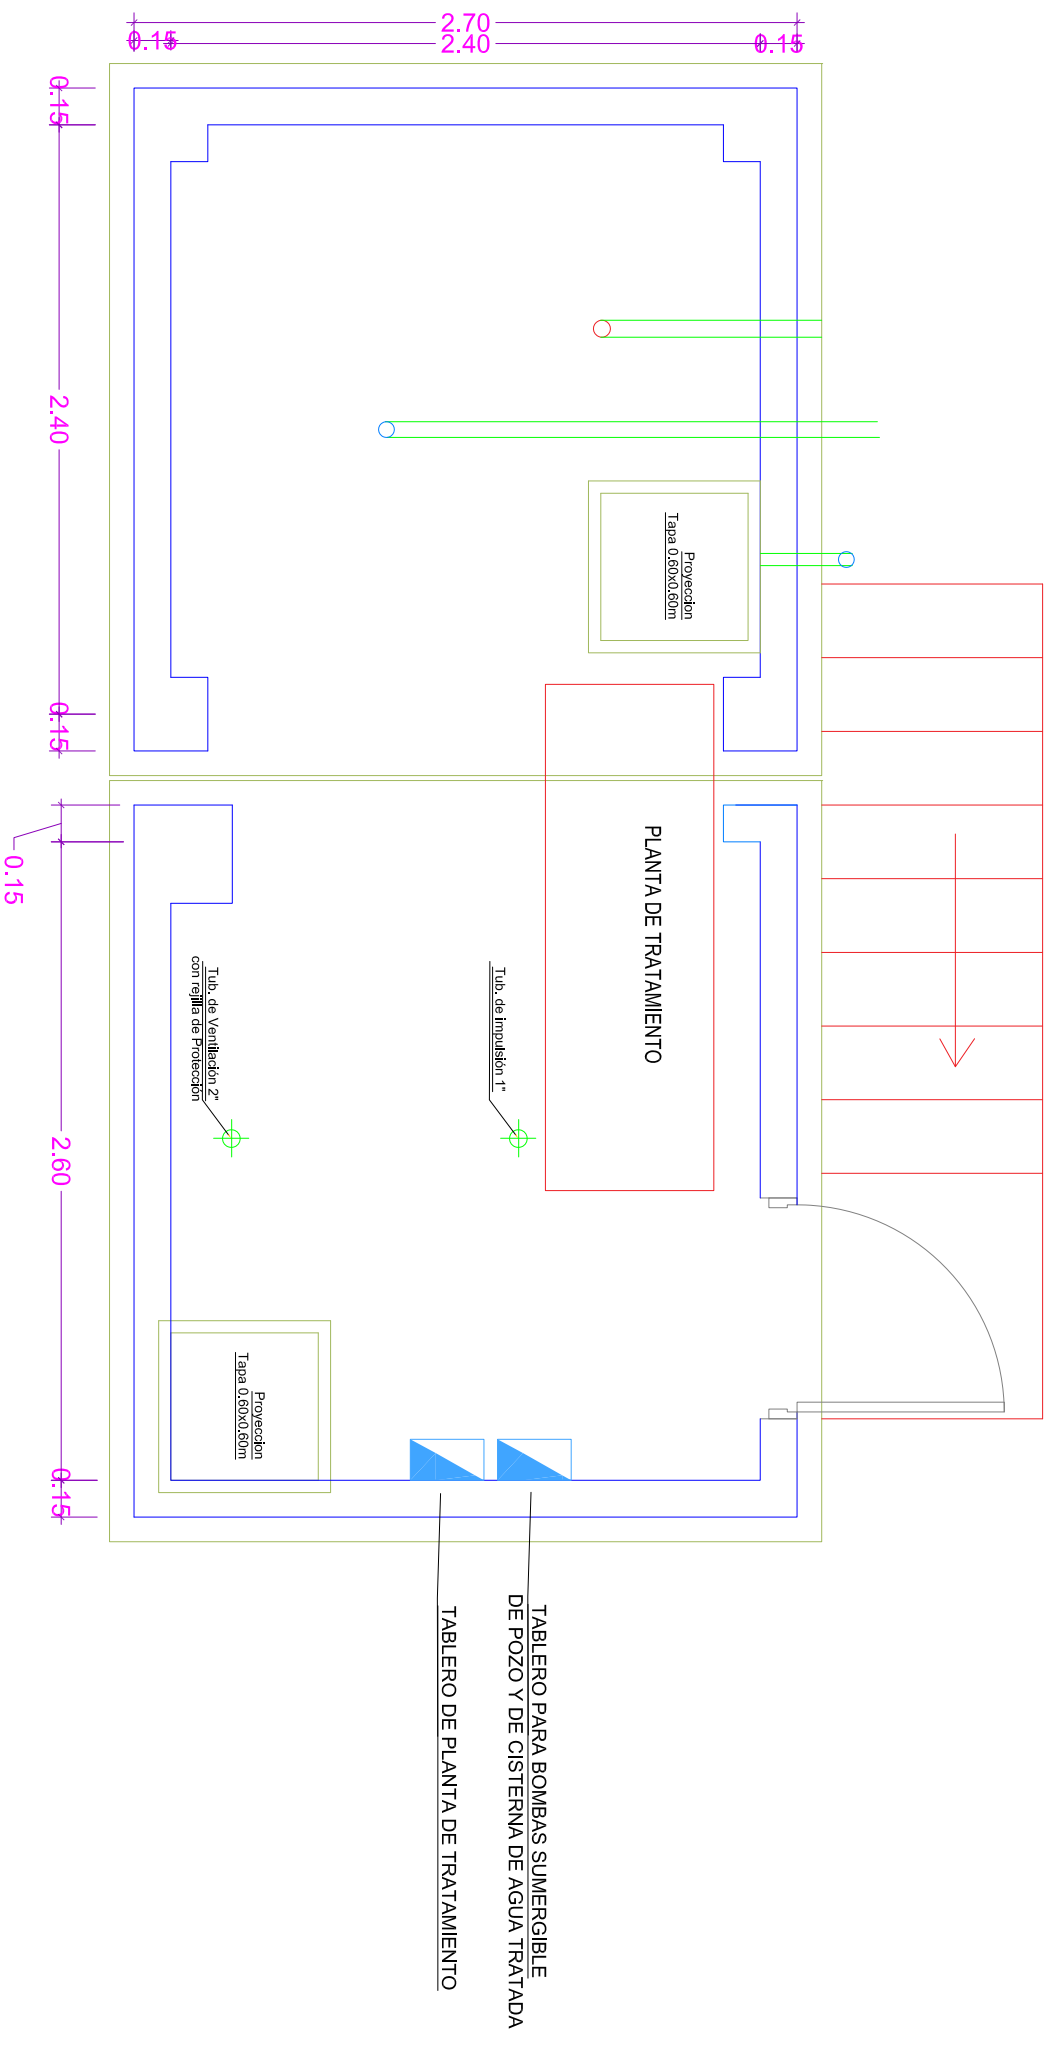 2.70
0.15
2.40
0.15
0.15
2.40
0.15
Proyeccion
Tapa 0.60x0.60m
PLANTA DE TRATAMIENTO
0.15
2.60
0.15
Tub. de Ventilación 2"
con rejilla de Protección
Tub. de impulsión 1"
Proyeccion
Tapa 0.60x0.60m
TABLERO PARA BOMBAS SUMERGIBLE
DE POZO Y DE CISTERNA DE AGUA TRATADA
TABLERO DE PLANTA DE TRATAMIENTO